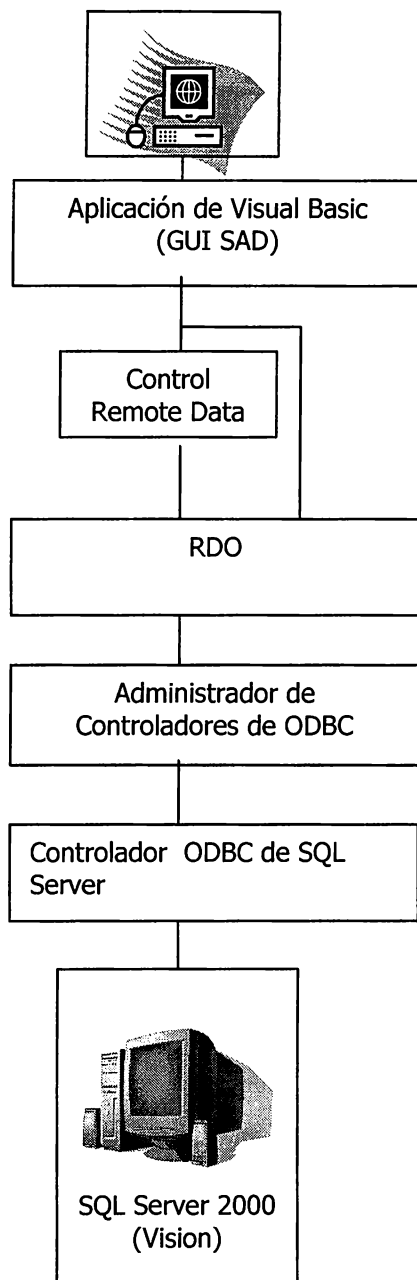 Aplicación de Visual Basic
(GUI SAD)
Control
Remote Data
RDO
Administrador de
Controladores de ODBC
Controlador ODBC de SQL
Server
SQL Server 2000
(Vision)